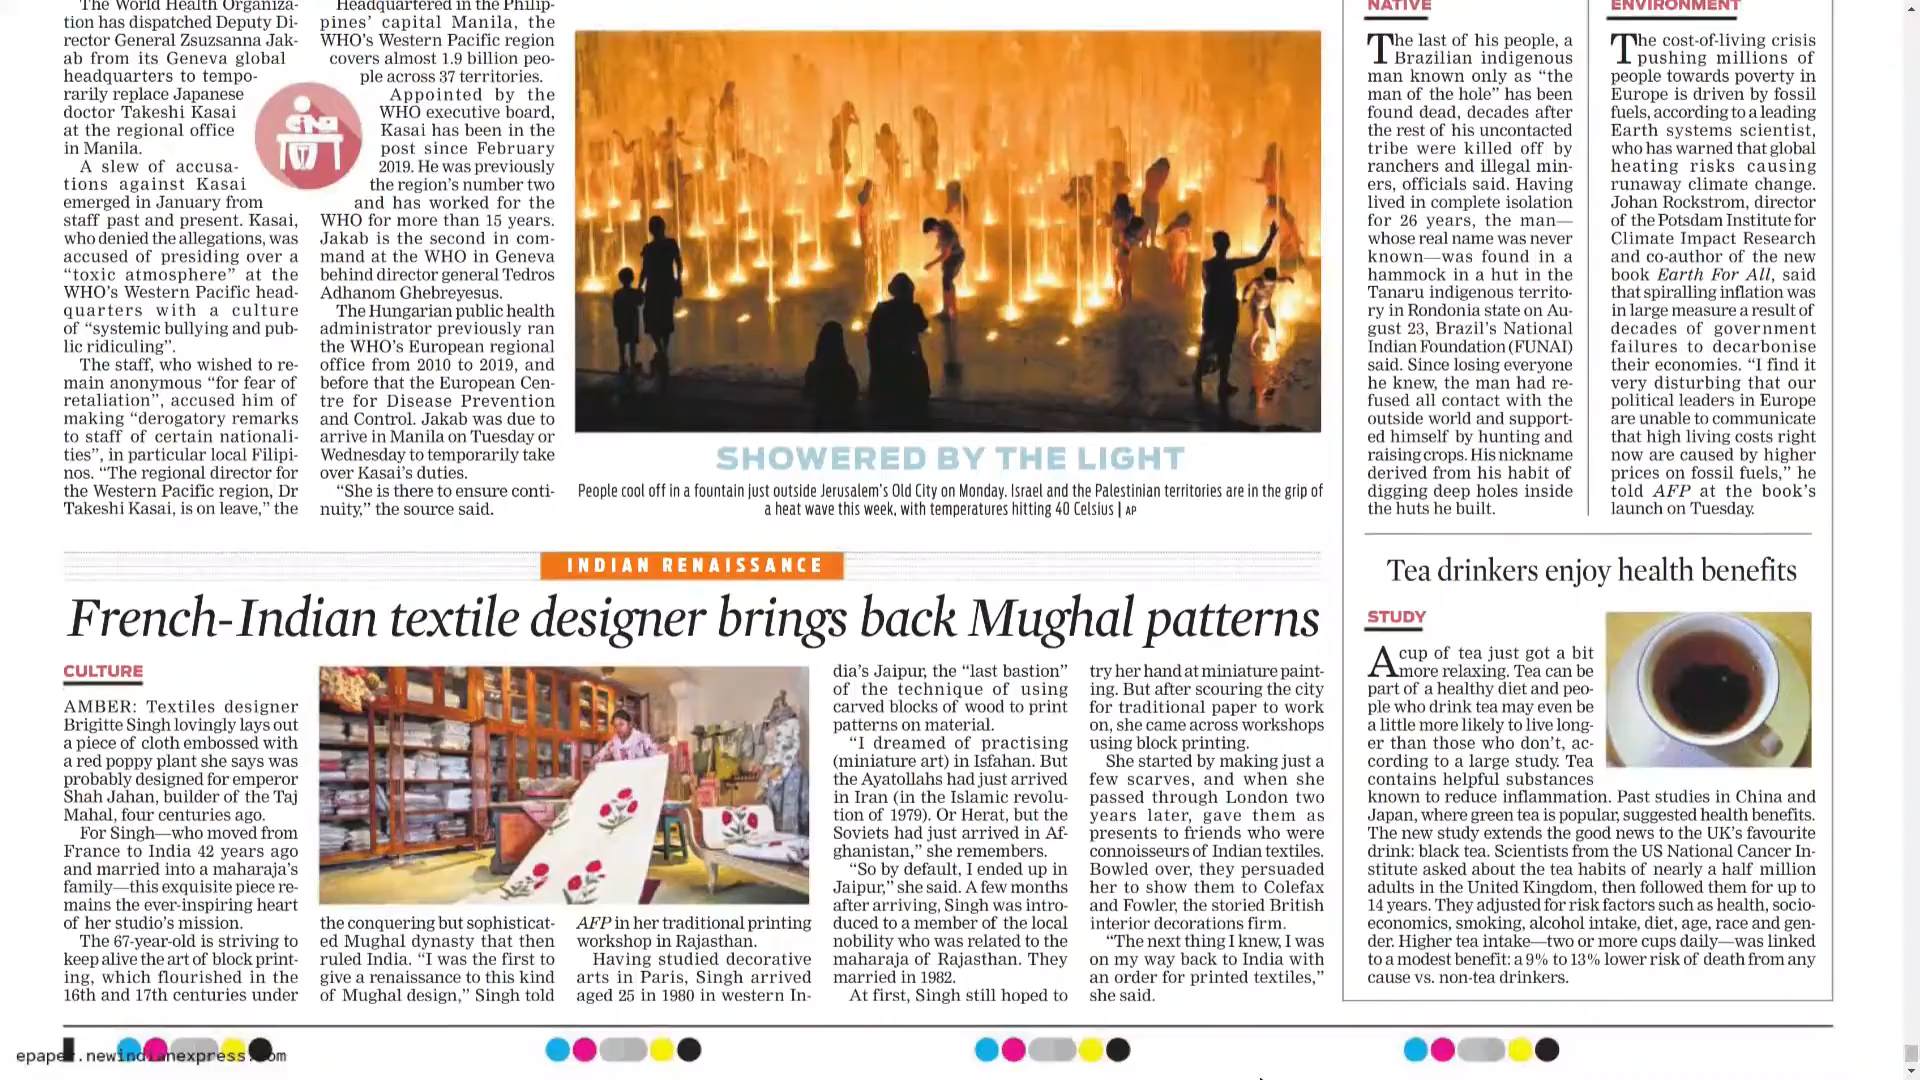 The World Health Organiza-
tion has dispatched Deputy Di-
rector General Zsuzsanna Jak-
ab from its Geneva global
headquarters to tempo-
rarily replace Japanese
doctor Takeshi Kasai
at the regional office
in Manila.
A slew of accusa-
tions against Kasai
emerged in January from
staff past and present. Kasai,
who denied the allegations, was
accused of presiding over a
“toxic atmosphere” at the
WHO’s Western Pacific head-
quarters with a culture
of “systemic bullying and pub-
lic ridiculing”.
The staff, who wished to re-
main anonymous “for fear of
retaliation”, accused him of
making “derogatory remarks
to staff of certain nationali-
ties”, in particular local Filipi-
nos. “The regional director for
the Western Pacific region, Dr
Takeshi Kasai, is on leave,” the
Headquartered in the Philip-
pines’ capital Manila, the
WHO’s Western Pacific region
covers almost 1.9 billion peo-
ple across 37 territories.
Appointed by the
WHO executive board,
Kasai has been in the
post since February
2019. He was previously
the region’s number two
and has worked for the
WHO for more than 15 years.
Jakab is the second in com-
mand at the WHO in Geneva
behind director general Tedros
Adhanom Ghebreyesus.
The Hungarian public health
administrator previously ran
the WHO’s European regional
office from 2010 to 2019, and
before that the European Cen-
tre for Disease Prevention
and Control. Jakab was due to
arrive in Manila on Tuesday or
Wednesday to temporarily take
over Kasai’s duties.
“She is there to ensure conti-
nuity,” the source said.
SHOWERED BY THE LIGHT
People cool off in a fountain just outside Jerusalem’s Old City on Monday. Israel and the Palestinian territories are in the grip of
a heat wave this week, with temperatures hitting 40 Celsius | AP
NATIVE
The last of his people, a
Brazilian indigenous
man known only as “the
man of the hole” has been
found dead, decades after
the rest of his uncontacted
tribe were killed off by
ranchers and illegal min-
ers, officials said. Having
lived in complete isolation
for 26 years, the man—
whose real name was never
known—was found in a
hammock in a hut in the
Tanaru indigenous territo-
ry in Rondonia state on Au-
gust 23, Brazil’s National
Indian Foundation (FUNAI)
said. Since losing everyone
he knew, the man had re-
fused all contact with the
outside world and support-
ed himself by hunting and
raising crops. His nickname
derived from his habit of
digging deep holes inside
the huts he built.
ENVIRONMENT
The cost-of-living crisis
pushing millions of
people towards poverty in
Europe is driven by fossil
fuels, according to a leading
Earth systems scientist,
who has warned that global
heating risks causing
runaway climate change.
Johan Rockstrom, director
of the Potsdam Institute for
Climate Impact Research
and co-author of the new
book Earth For All, said
that spiralling inflation was
in large measure a result of
decades of government
failures to decarbonise
their economies. “I find it
very disturbing that our
political leaders in Europe
are unable to communicate
that high living costs right
now are caused by higher
prices on fossil fuels,” he
told AFP at the book’s
launch on Tuesday.
INDIAN RENAISSANCE
French-Indian textile designer brings back Mughal patterns
CULTURE
AMBER: Textiles designer
Brigitte Singh lovingly lays out
a piece of cloth embossed with
a red poppy plant she says was
probably designed for emperor
Shah Jahan, builder of the Taj
Mahal, four centuries ago.
For Singh—who moved from
France to India 42 years ago
and married into a maharaja’s
family—this exquisite piece re-
mains the ever-inspiring heart
of her studio’s mission.
The 67-year-old is striving to
keep alive the art of block print-
ing, which flourished in the
16th and 17th centuries under
the conquering but sophisticat-
ed Mughal dynasty that then
ruled India. “I was the first to
give a renaissance to this kind
of Mughal design,” Singh told
AFP in her traditional printing
workshop in Rajasthan.
Having studied decorative
arts in Paris, Singh arrived
aged 25 in 1980 in western In-
dia’s Jaipur, the “last bastion”
of the technique of using
carved blocks of wood to print
patterns on material.
“I dreamed of practising
(miniature art) in Isfahan. But
the Ayatollahs had just arrived
in Iran (in the Islamic revolu-
tion of 1979). Or Herat, but the
Soviets had just arrived in Af-
ghanistan,” she remembers.
“So by default, I ended up in
Jaipur,” she said. A few months
after arriving, Singh was intro-
duced to a member of the local
nobility who was related to the
maharaja of Rajasthan. They
married in 1982.
At first, Singh still hoped to
try her hand at miniature paint-
ing. But after scouring the city
for traditional paper to work
on, she came across workshops
using block printing.
She started by making just a
few scarves, and when she
passed through London two
years later, gave them as
presents to friends who were
connoisseurs of Indian textiles.
Bowled over, they persuaded
her to show them to Colefax
and Fowler, the storied British
interior decorations firm.
“The next thing I knew, I was
on my way back to India with
an order for printed textiles,”
she said.
Tea drinkers enjoy health benefits
STUDY
A cup of tea just got a bit
more relaxing. Tea can be
part of a healthy diet and peo-
ple who drink tea may even be
a little more likely to live long-
er than those who don’t, ac-
cording to a large study. Tea
contains helpful substances
known to reduce inflammation. Past studies in China and
Japan, where green tea is popular, suggested health benefits.
The new study extends the good news to the UK’s favourite
drink: black tea. Scientists from the US National Cancer In-
stitute asked about the tea habits of nearly a half million
adults in the United Kingdom, then followed them for up to
14 years. They adjusted for risk factors such as health, socio-
economics, smoking, alcohol intake, diet, age, race and gen-
der. Higher tea intake—two or more cups daily—was linked
to a modest benefit: a 9% to 13% lower risk of death from any
cause vs. non-tea drinkers.
epaper.newindianexpress.com